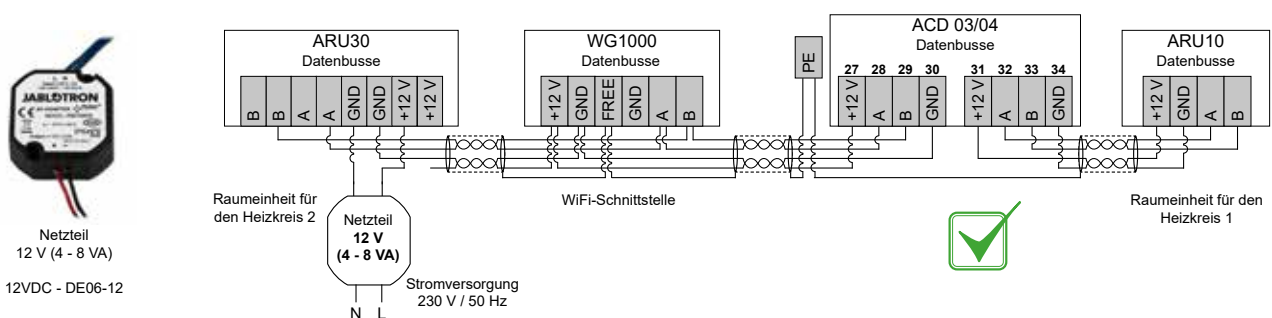 JABLOTRON
Netzteil
12 V (4 - 8 VA)
12VDC - DE06-12
ARU30
Datenbusse
B
B
A
A
GND
GND
+12 V
+12 V
Raumeinheit für
den Heizkreis 2
Netzteil
12 V
(4 - 8 VA)
Stromversorgung
230 V / 50 Hz
N L
WG1000
Datenbusse
+12 V
GND
FREE
GND
A
B
WiFi-Schnittstelle
PE
ACD 03/04
Datenbusse
27 28 29 30 31 32 33 34
+12 V
A
B
GND
+12 V
A
B
GND
ARU10
Datenbusse
+12 V
GND
A
B
Raumeinheit für den
Heizkreis 1